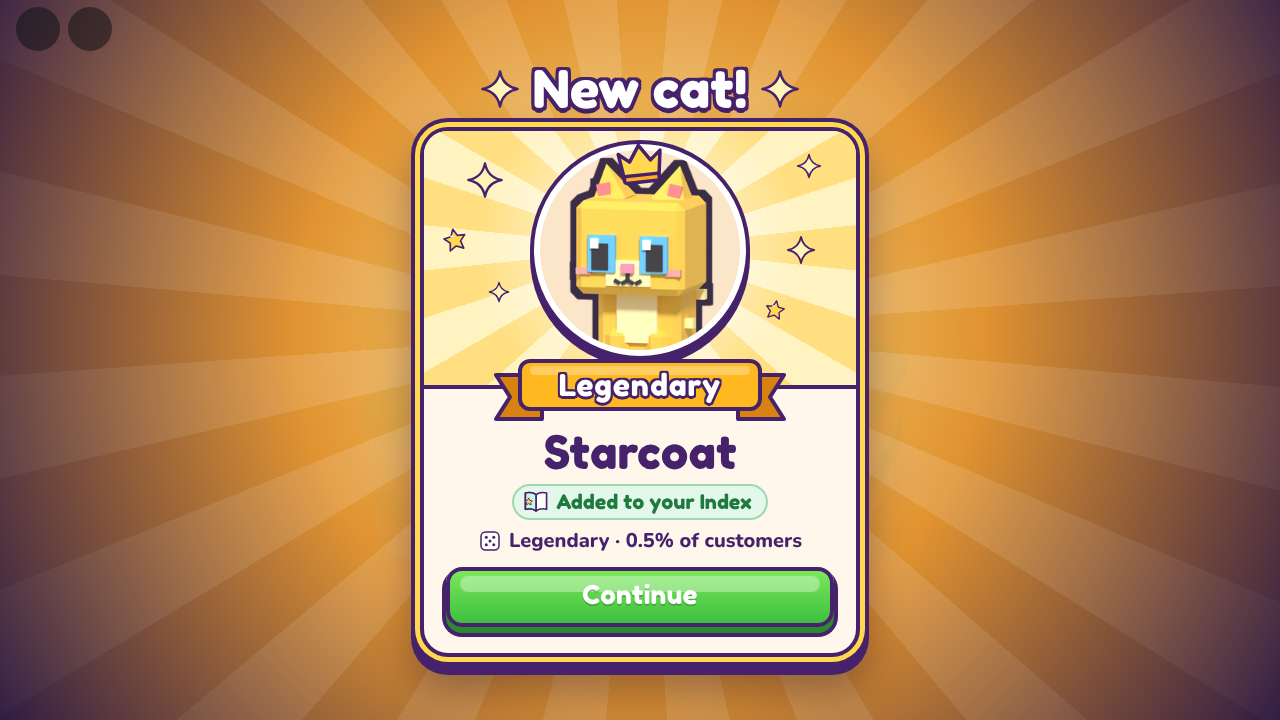 New cat!
Legendary
Starcoat
Added to your Index
Legendary · 0.5% of customers
Continue